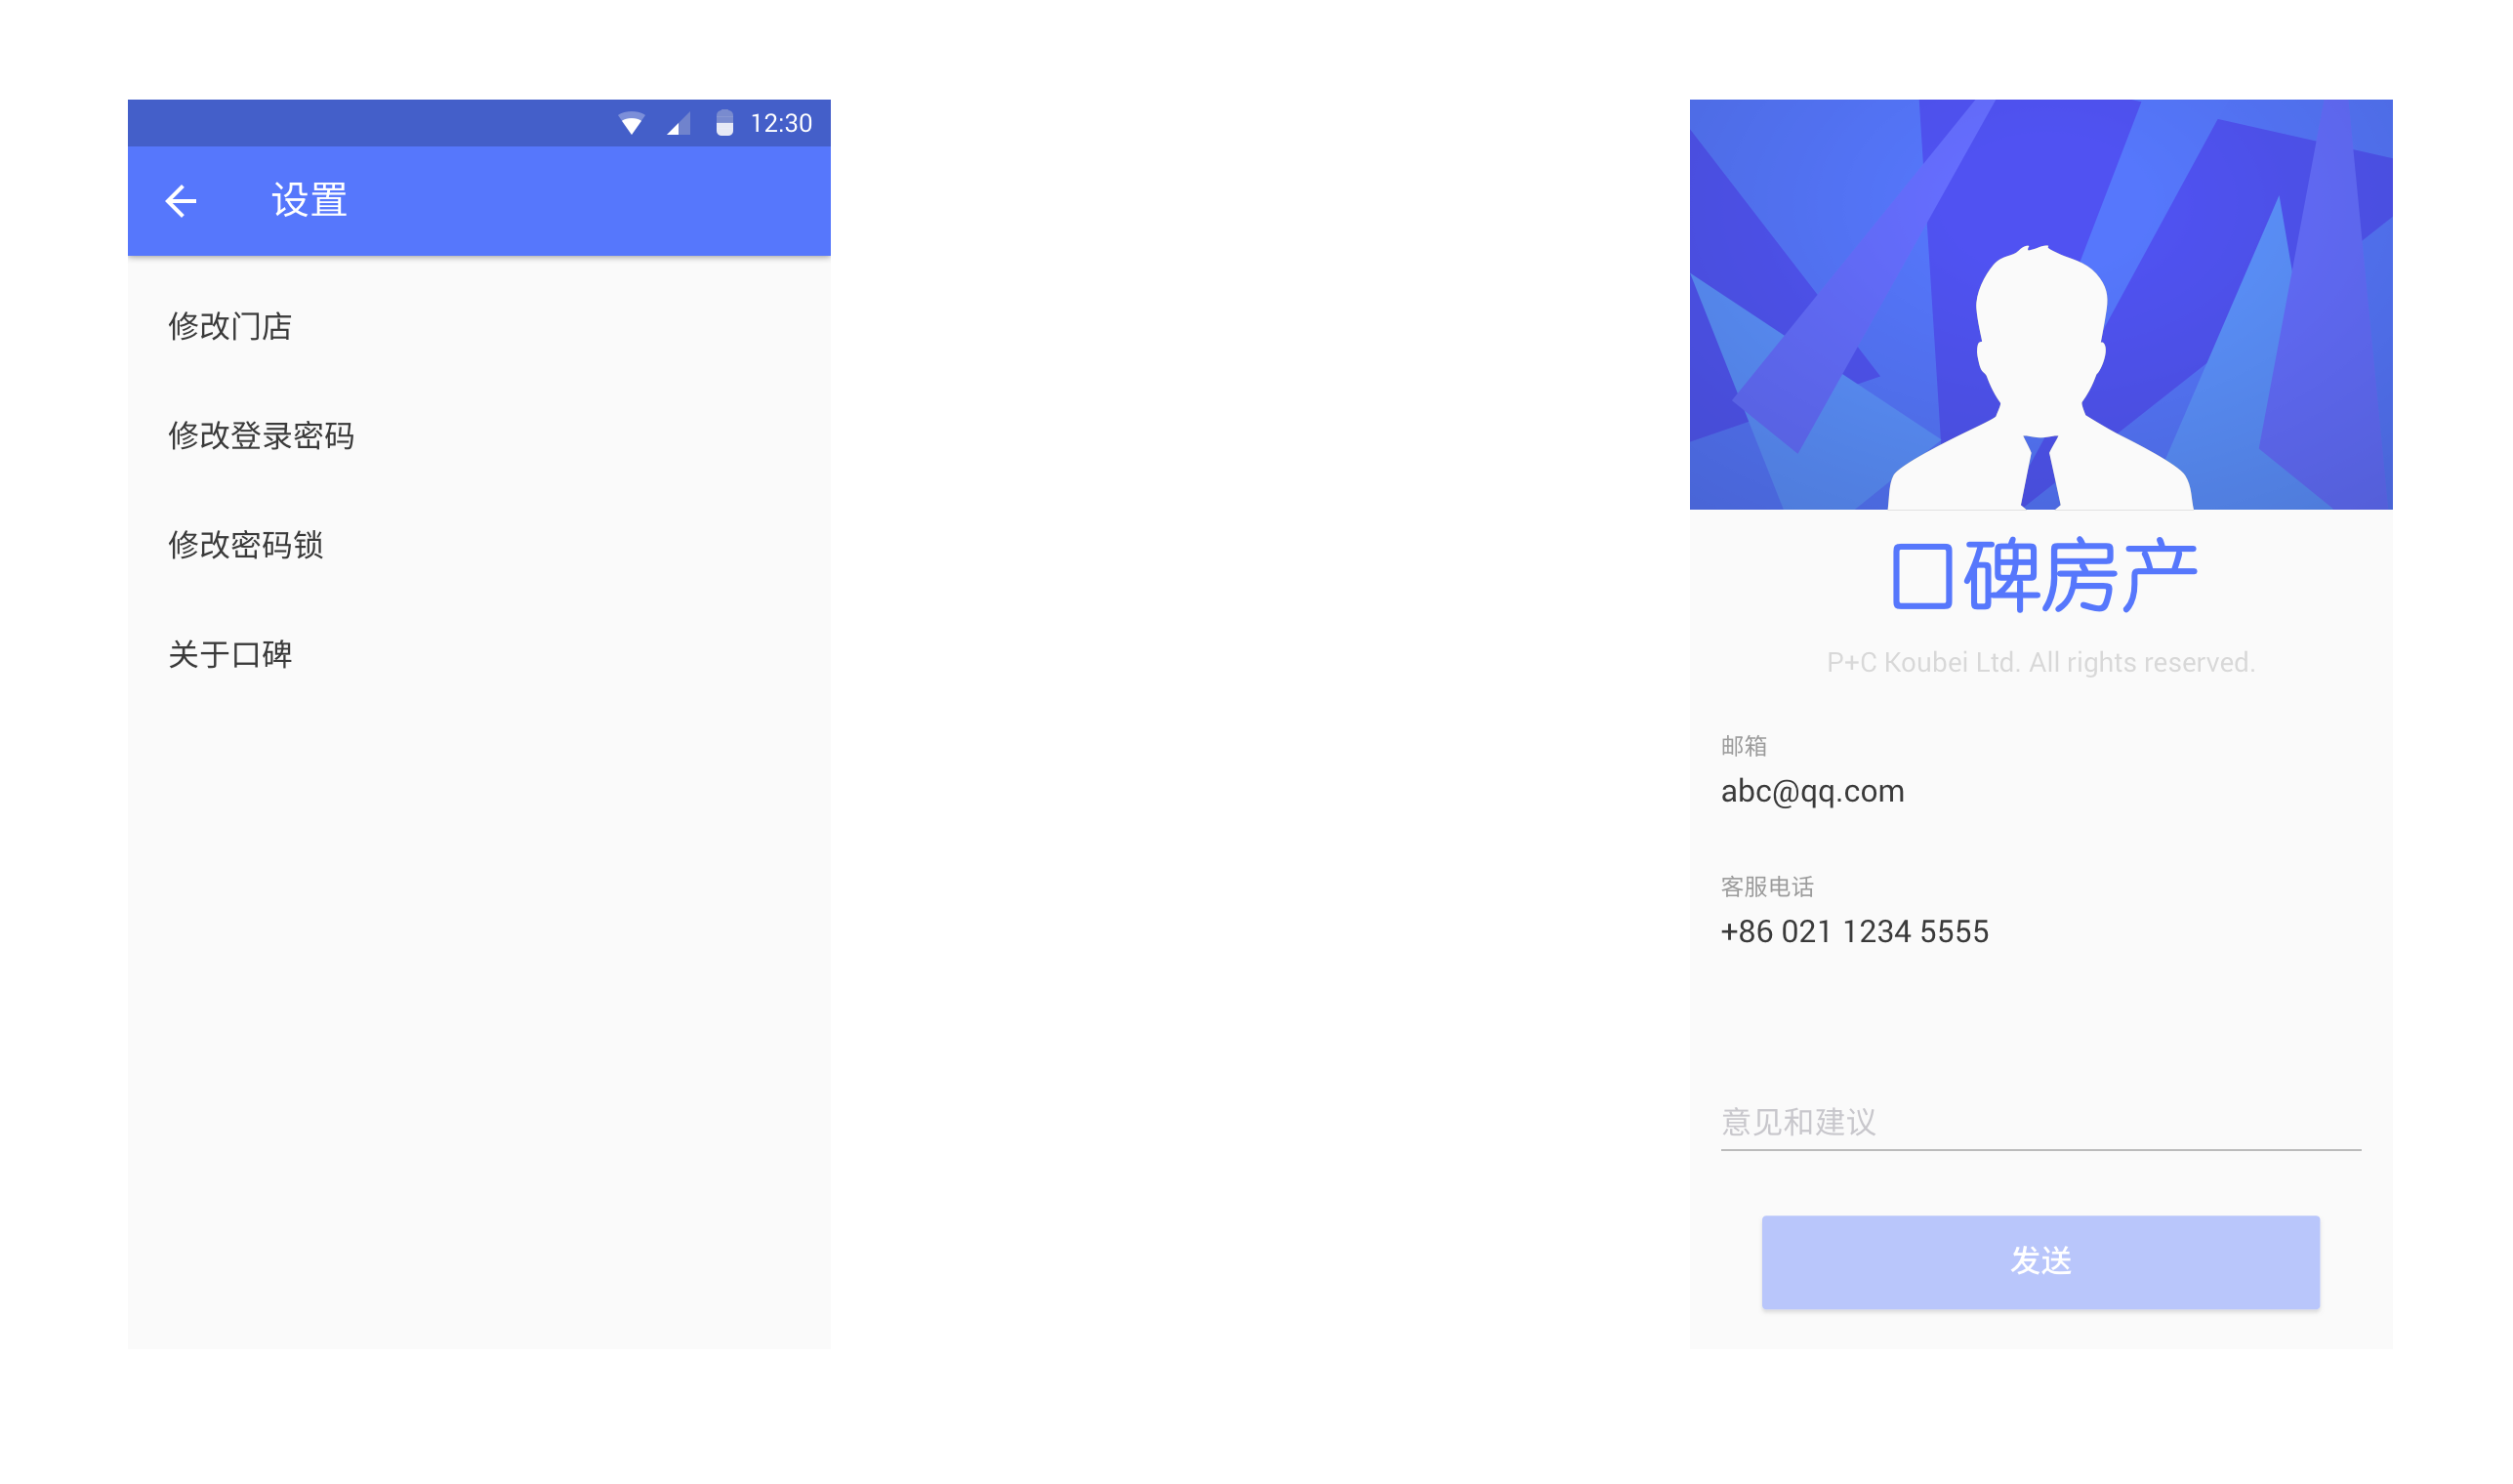 12:30
设置
修改门店
修改登录密码
修改密码锁
关于口碑
口碑房产
P+C Koubei Ltd. All rights reserved.
邮箱
abc@qq.com
客服电话
+86 021 1234 5555
意见和建议
发送